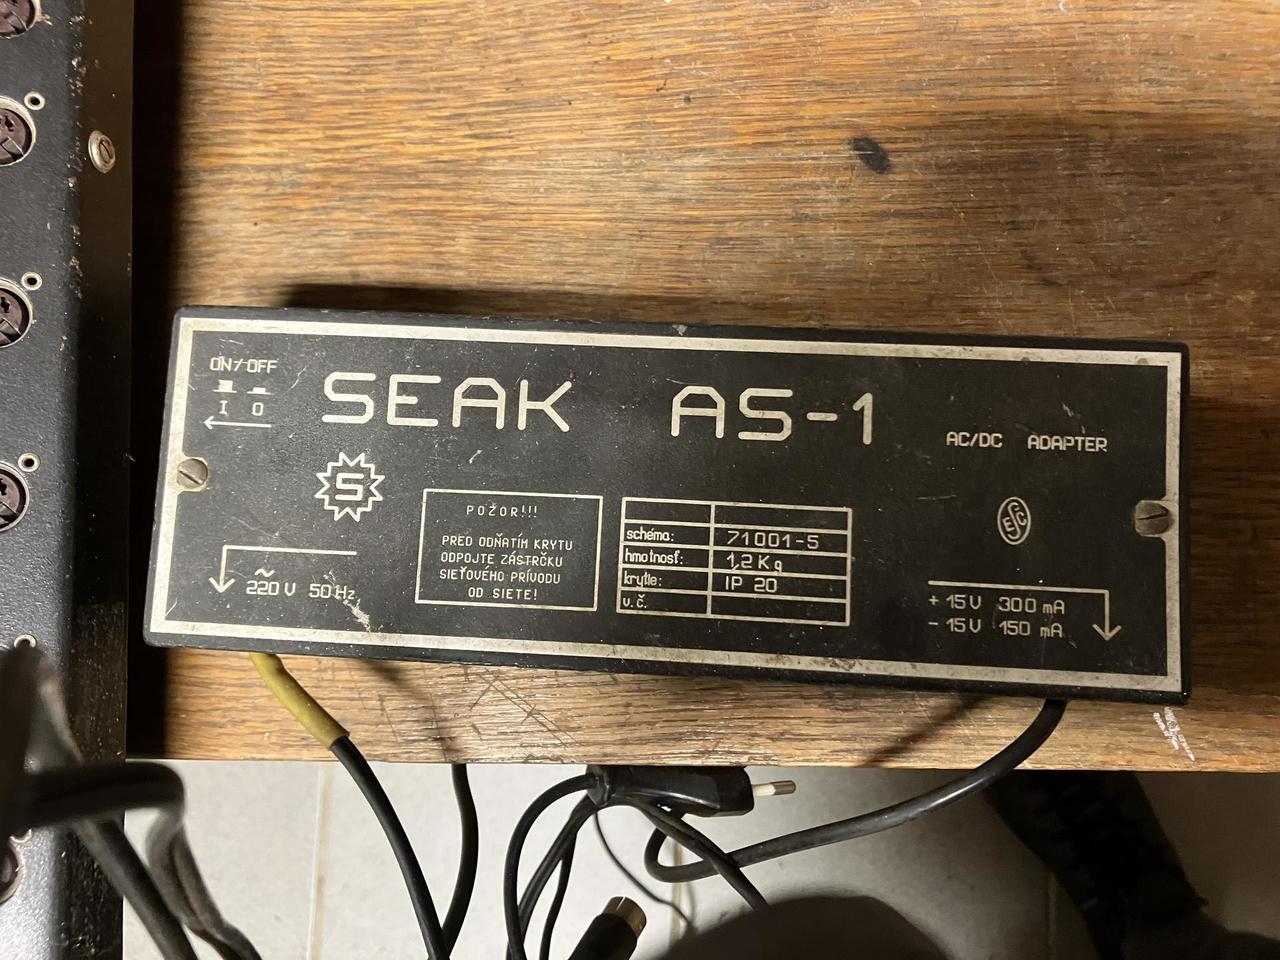 ON/OFF
I O
SEAK AS-1
AC/DC ADAPTER
S
POŽOR!!!
PRED ODŇATÍM KRYTU
ODPOJTE ZÁSTRČKU
SIEŤOVÉHO PRÍVODU
OD SIETE!
schéma: 71001-5
hmotnosť: 1,2 Kg
krytie: IP 20
v.č.
ESC
~
220 V 50 Hz
+ 15 V 300 mA
- 15 V 150 mA